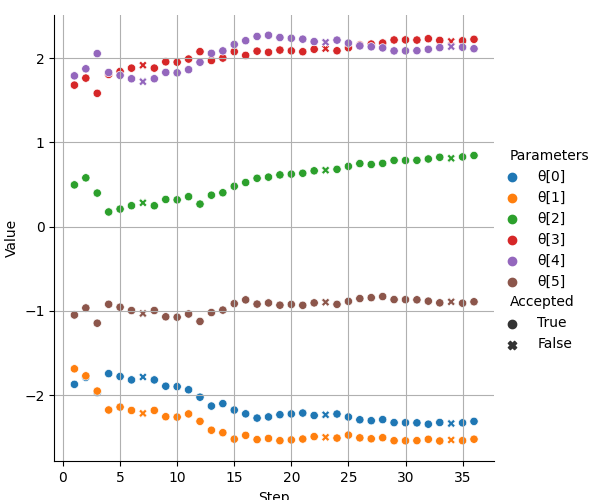 2
1
0
−1
−2
Value
0
5
10
15
20
25
30
35
Step
Parameters
θ[0]
θ[1]
θ[2]
θ[3]
θ[4]
θ[5]
Accepted
True
False